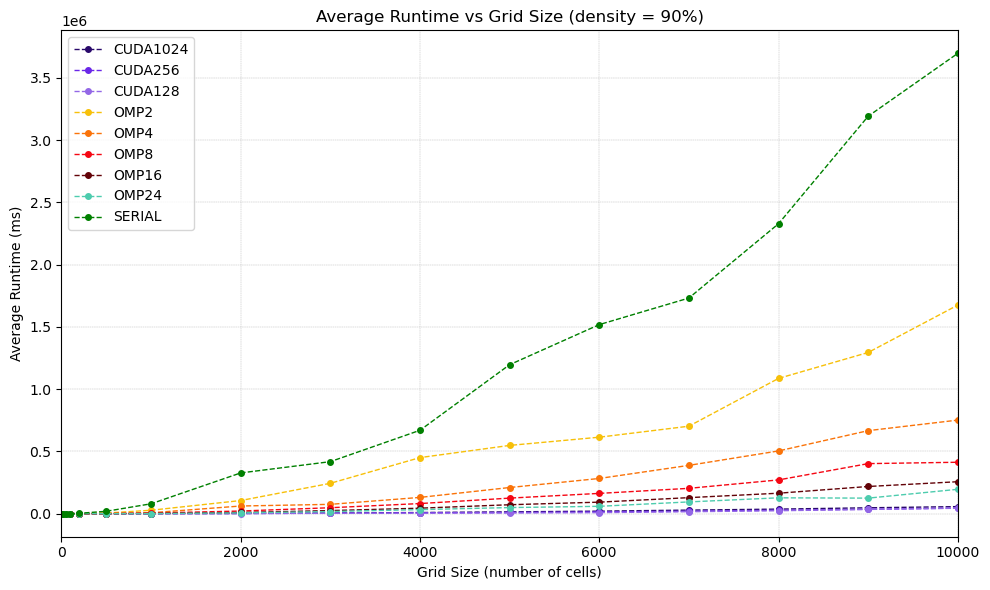 Average Runtime vs Grid Size (density = 90%)
1e6
CUDA1024
CUDA256
CUDA128
OMP2
OMP4
OMP8
OMP16
OMP24
SERIAL
3.5
3.0
2.5
2.0
1.5
1.0
0.5
0.0
Average Runtime (ms)
0
2000
4000
6000
8000
10000
Grid Size (number of cells)